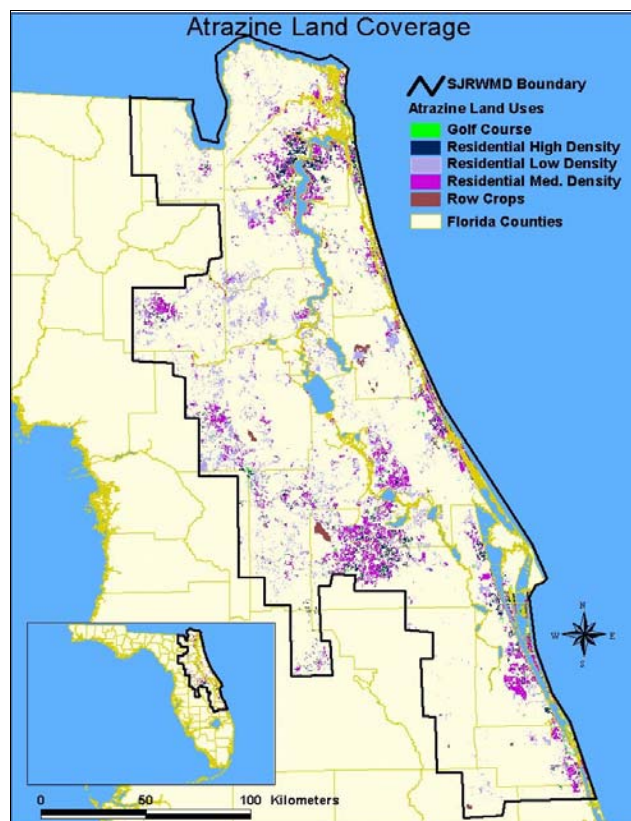 Atrazine Land Coverage
SJRWMD Boundary
Atrazine Land Uses
Golf Course
Residential High Density
Residential Low Density
Residential Med. Density
Row Crops
Florida Counties
N
W E
S
0 50 100 Kilometers